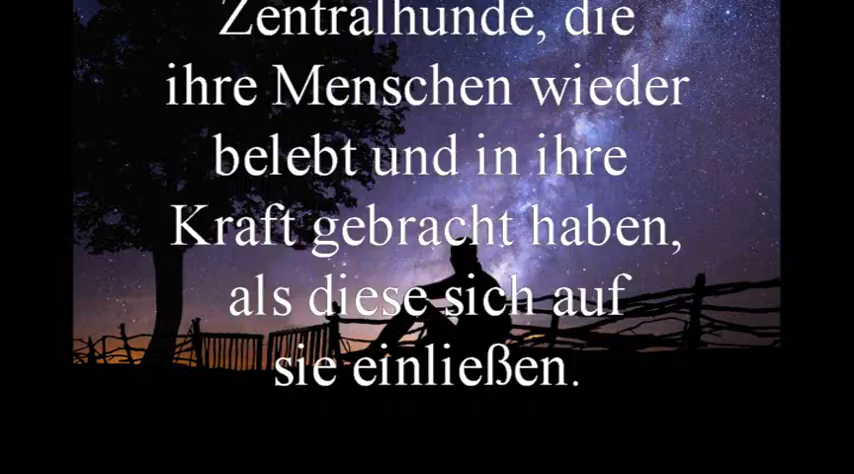 Zentralhunde, die
ihre Menschen wieder
belebt und in ihre
Kraft gebracht haben,
als diese sich auf
sie einließen.